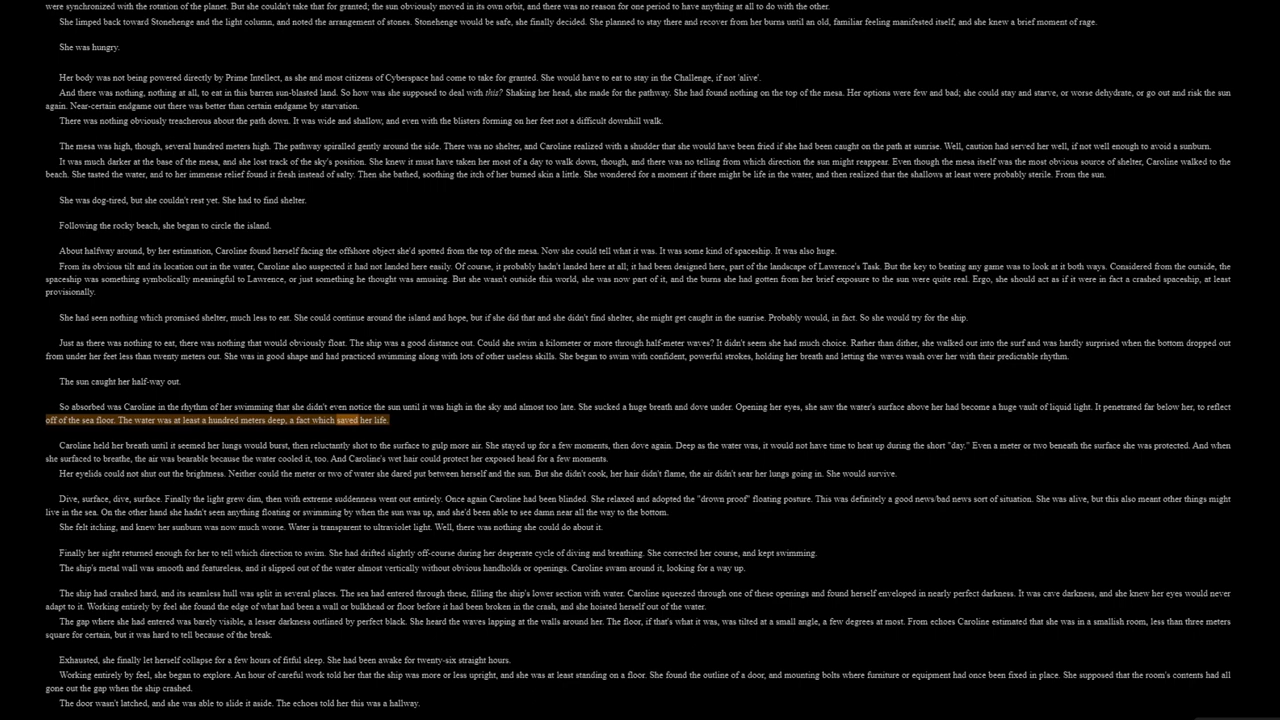 were synchronized with the rotation of the planet. But she couldn't take that for granted; the sun obviously moved in its own orbit, and there was no reason for one period to have anything at all to do with the other.
She limped back toward Stonehenge and the light column, and noted the arrangement of stones. Stonehenge would be safe, she finally decided. She planned to stay there and recover from her burns until an old, familiar feeling manifested itself, and she knew a brief moment of rage.
She was hungry.
Her body was not being powered directly by Prime Intellect, as she and most citizens of Cyberspace had come to take for granted. She would have to eat to stay in the Challenge, if not 'alive'.
And there was nothing, nothing at all, to eat in this barren sun-blasted land. So how was she supposed to deal with this? Shaking her head, she made for the pathway. She had found nothing on the top of the mesa. Her options were few and bad; she could stay and starve, or worse dehydrate, or go out and risk the sun
again. Near-certain endgame out there was better than certain endgame by starvation.
There was nothing obviously treacherous about the path down. It was wide and shallow, and even with the blisters forming on her feet not a difficult downhill walk.
The mesa was high, though, several hundred meters high. The pathway spiralled gently around the side. There was no shelter, and Caroline realized with a shudder that she would have been fried if she had been caught on the path at sunrise. Well, caution had served her well, if not well enough to avoid a sunburn.
It was much darker at the base of the mesa, and she lost track of the sky's position. She knew it must have taken her most of a day to walk down, though, and there was no telling from which direction the sun might reappear. Even though the mesa itself was the most obvious source of shelter, Caroline walked to the
beach. She tasted the water, and to her immense relief found it fresh instead of salty. Then she bathed, soothing the itch of her burned skin a little. She wondered for a moment if there might be life in the water, and then realized that the shallows at least were probably sterile. From the sun.
She was dog-tired, but she couldn't rest yet. She had to find shelter.
Following the rocky beach, she began to circle the island.
About halfway around, by her estimation, Caroline found herself facing the offshore object she'd spotted from the top of the mesa. Now she could tell what it was. It was some kind of spaceship. It was also huge.
From its obvious tilt and its location out in the water, Caroline also suspected it had not landed here easily. Of course, it probably hadn't landed here at all; it had been designed here, part of the landscape of Lawrence's Task. But the key to beating any game was to look at it both ways. Considered from the outside, the
spaceship was something symbolically meaningful to Lawrence, or just something he thought was amusing. But she wasn't outside this world, she was now part of it, and the burns she had gotten from her brief exposure to the sun were quite real. Ergo, she should act as if it were in fact a crashed spaceship, at least
provisionally.
She had seen nothing which promised shelter, much less to eat. She could continue around the island and hope, but if she did that and she didn't find shelter, she might get caught in the sunrise. Probably would, in fact. So she would try for the ship.
Just as there was nothing to eat, there was nothing that would obviously float. The ship was a good distance out. Could she swim a kilometer or more through half-meter waves? It didn't seem she had much choice. Rather than dither, she walked out into the surf and was hardly surprised when the bottom dropped out
from under her feet less than twenty meters out. She was in good shape and had practiced swimming along with lots of other useless skills. She began to swim with confident, powerful strokes, holding her breath and letting the waves wash over her with their predictable rhythm.
The sun caught her half-way out.
So absorbed was Caroline in the rhythm of her swimming that she didn't even notice the sun until it was high in the sky and almost too late. She sucked a huge breath and dove under. Opening her eyes, she saw the water's surface above her had become a huge vault of liquid light. It penetrated far below her, to reflect
off of the sea floor. The water was at least a hundred meters deep, a fact which saved her life.
Caroline held her breath until it seemed her lungs would burst, then reluctantly shot to the surface to gulp more air. She stayed up for a few moments, then dove again. Deep as the water was, it would not have time to heat up during the short "day." Even a meter or two beneath the surface she was protected. And when
she surfaced to breathe, the air was bearable because the water cooled it, too. And Caroline's wet hair could protect her exposed head for a few moments.
Her eyelids could not shut out the brightness. Neither could the meter or two of water she dared put between herself and the sun. But she didn't cook, her hair didn't flame, the air didn't sear her lungs going in. She would survive.
Dive, surface, dive, surface. Finally the light grew dim, then with extreme suddenness went out entirely. Once again Caroline had been blinded. She relaxed and adopted the "drown proof" floating posture. This was definitely a good news/bad news sort of situation. She was alive, but this also meant other things might
live in the sea. On the other hand she hadn't seen anything floating or swimming by when the sun was up, and she'd been able to see damn near all the way to the bottom.
She felt itching, and knew her sunburn was now much worse. Water is transparent to ultraviolet light. Well, there was nothing she could do about it.
Finally her sight returned enough for her to tell which direction to swim. She had drifted slightly off-course during her desperate cycle of diving and breathing. She corrected her course, and kept swimming.
The ship's metal wall was smooth and featureless, and it slipped out of the water almost vertically without obvious handholds or openings. Caroline swam around it, looking for a way up.
The ship had crashed hard, and its seamless hull was split in several places. The sea had entered through these, filling the ship's lower section with water. Caroline squeezed through one of these openings and found herself enveloped in nearly perfect darkness. It was cave darkness, and she knew her eyes would never
adapt to it. Working entirely by feel she found the edge of what had been a wall or bulkhead or floor before it had been broken in the crash, and she hoisted herself out of the water.
The gap where she had entered was barely visible, a lesser darkness outlined by perfect black. She heard the waves lapping at the walls around her. The floor, if that's what it was, was tilted at a small angle, a few degrees at most. From echoes Caroline estimated that she was in a smallish room, less than three meters
square for certain, but it was hard to tell because of the break.
Exhausted, she finally let herself collapse for a few hours of fitful sleep. She had been awake for twenty-six straight hours.
Working entirely by feel, she began to explore. An hour of careful work told her that the ship was more or less upright, and she was at least standing on a floor. She found the outline of a door, and mounting bolts where furniture or equipment had once been fixed in place. She supposed that the room's contents had all
gone out the gap when the ship crashed.
The door wasn't latched, and she was able to slide it aside. The echoes told her this was a hallway.